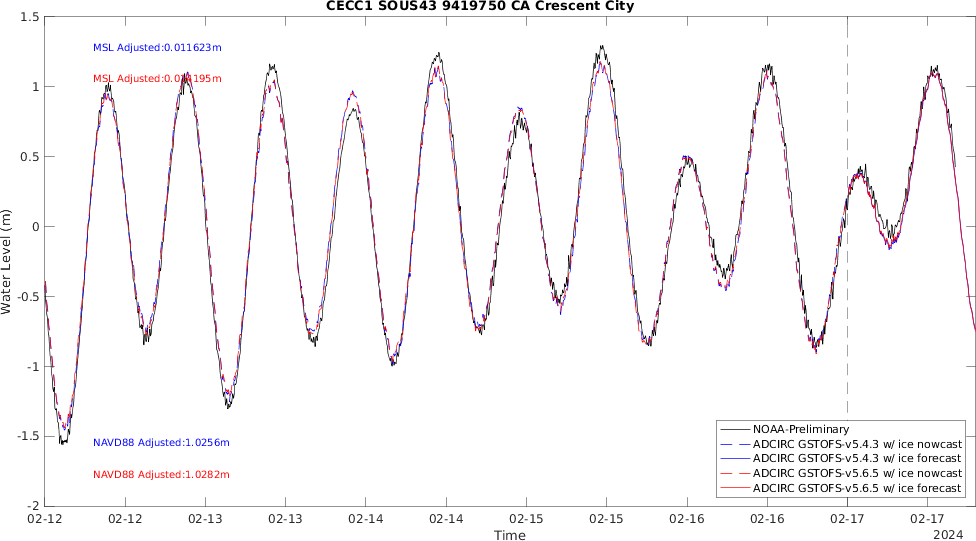 CECC1 SOUS43 9419750 CA Crescent City
1.5
1
0.5
0
-0.5
-1
-1.5
-2
Water Level (m)
MSL Adjusted:0.011623m
MSL Adjusted:
NAVD88 Adjusted:1.0256m
NAVD88 Adjusted:1.0282m
NOAA-Preliminary
ADCIRC GSTOFS-v5.4.3 w/ ice nowcast
ADCIRC GSTOFS-v5.4.3 w/ ice forecast
ADCIRC GSTOFS-v5.6.5 w/ ice nowcast
ADCIRC GSTOFS-v5.6.5 w/ ice forecast
02-12 02-12 02-13 02-13 02-14 02-14 02-15 02-15 02-16 02-16 02-17 02-17
Time
2024